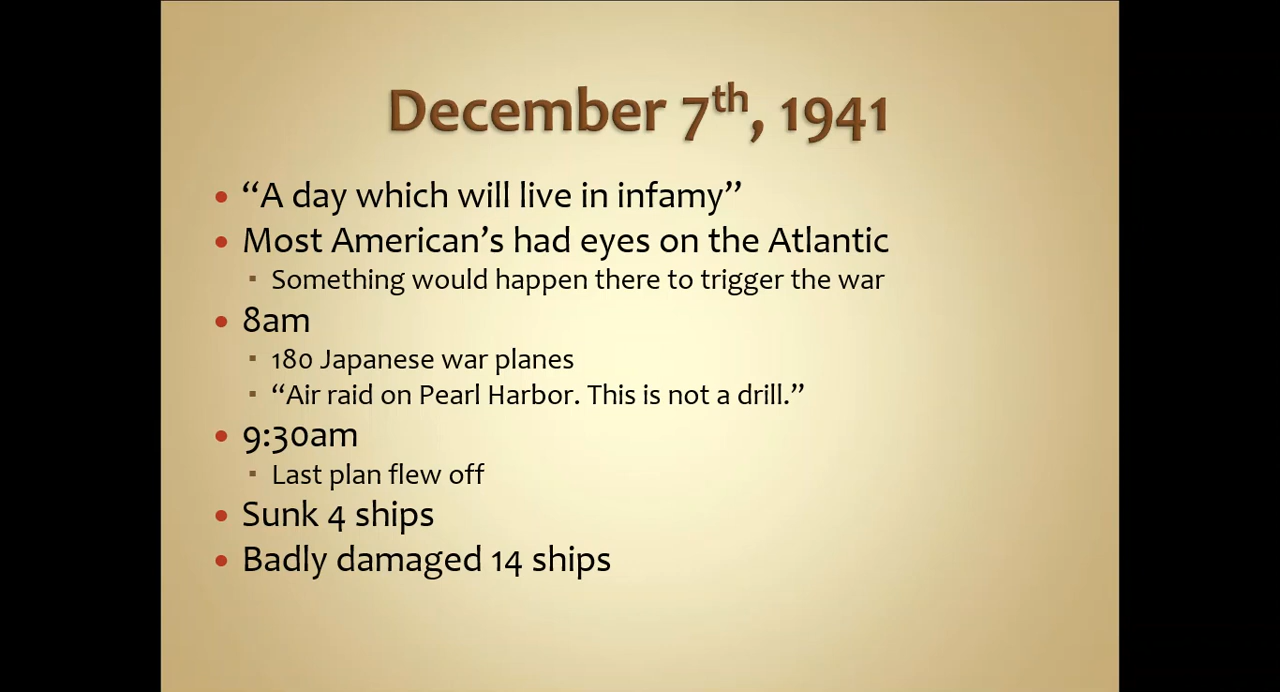 December 7th, 1941
“A day which will live in infamy”
Most American’s had eyes on the Atlantic
Something would happen there to trigger the war
8am
180 Japanese war planes
“Air raid on Pearl Harbor. This is not a drill.”
9:30am
Last plan flew off
Sunk 4 ships
Badly damaged 14 ships